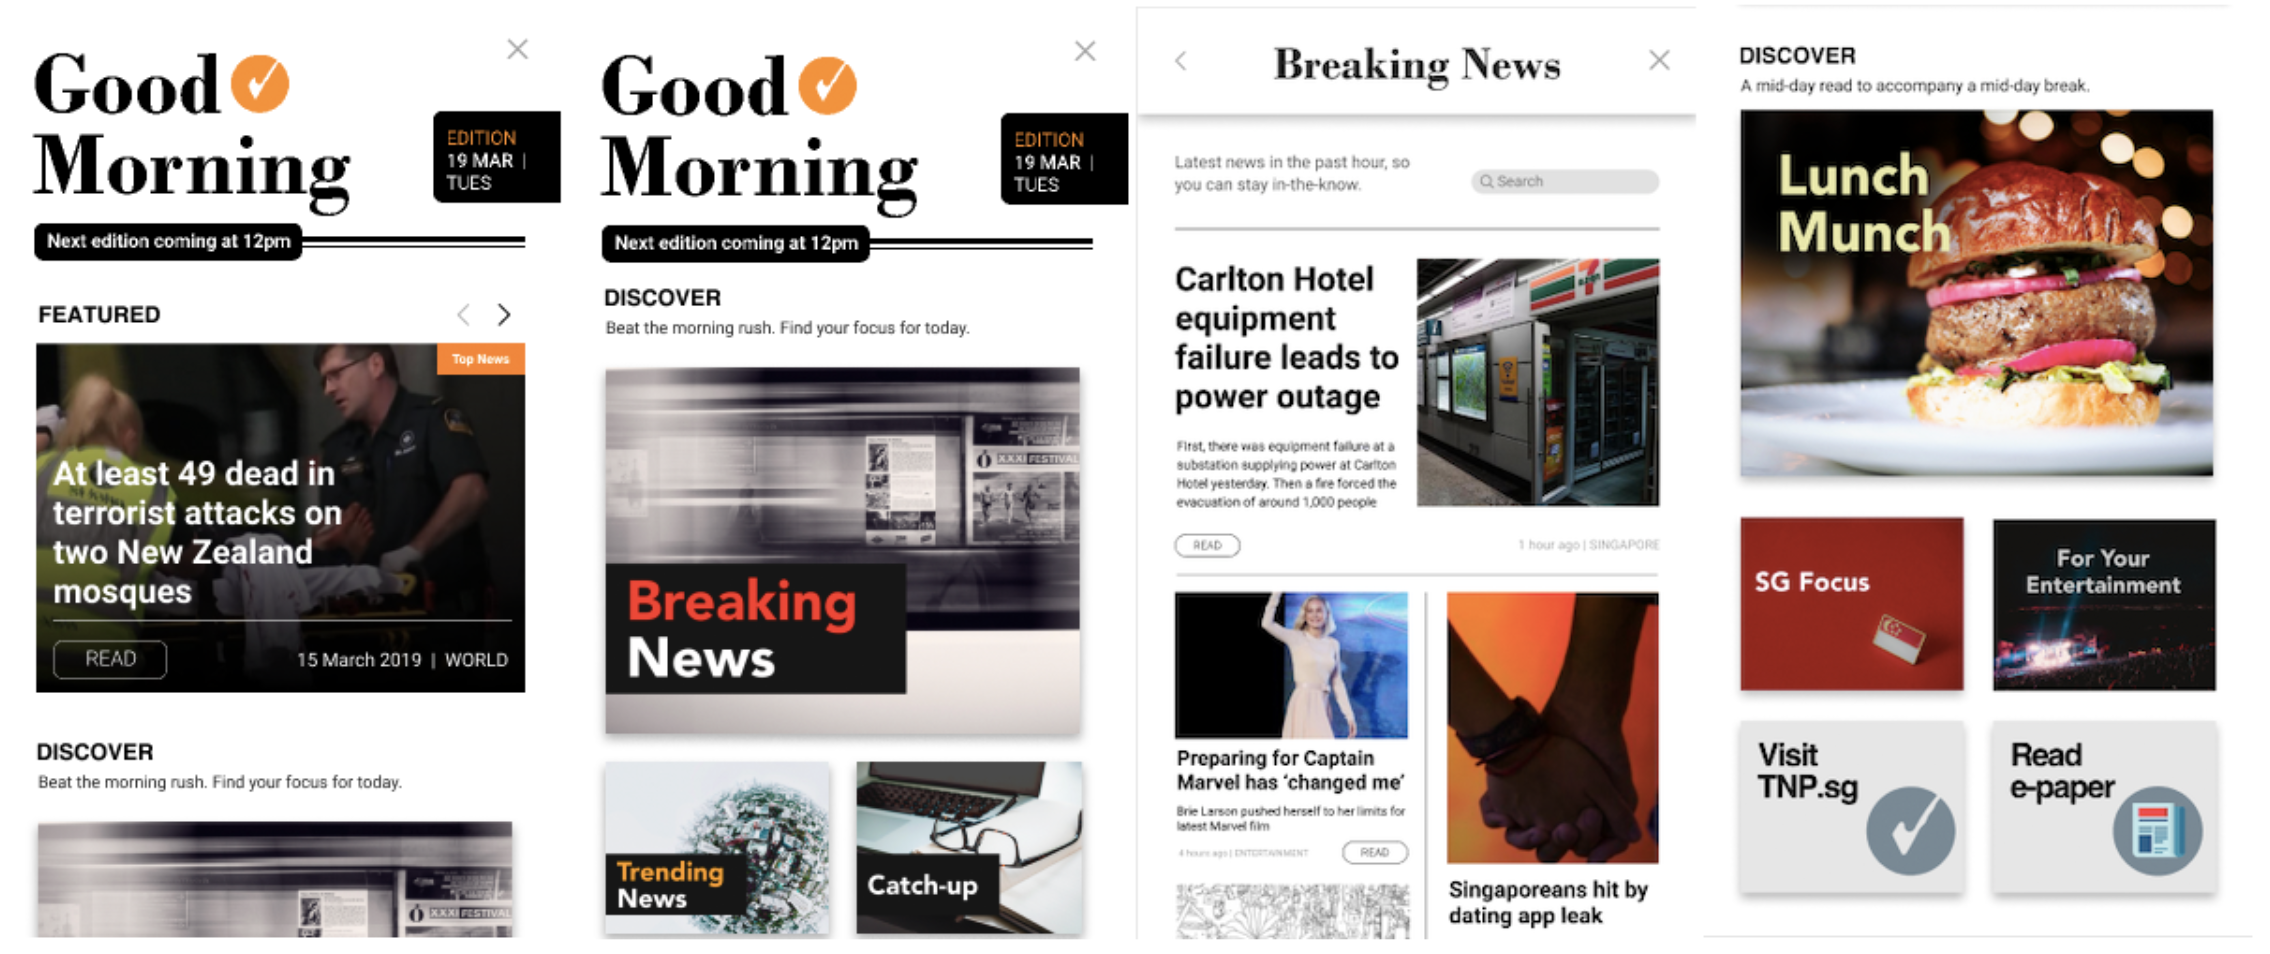 Good
Morning
EDITION
19 MAR |
TUES
Next edition coming at 12pm
FEATURED
Top News
At least 49 dead in
terrorist attacks on
two New Zealand
mosques
READ
15 March 2019 | WORLD
DISCOVER
Beat the morning rush. Find your focus for today.
XXXI FESTIVAL
Good
Morning
EDITION
19 MAR |
TUES
Next edition coming at 12pm
DISCOVER
Beat the morning rush. Find your focus for today.
XXXI FESTIVAL
Breaking
News
Trending
News
Catch-up
Breaking News
Latest news in the past hour, so
you can stay in-the-know.
Search
Carlton Hotel
equipment
failure leads to
power outage
First, there was equipment failure at a
substation supplying power at Carlton
Hotel yesterday. Then a fire forced the
evacuation of around 1,000 people
READ
1 hour ago | SINGAPORE
Preparing for Captain
Marvel has ‘changed me’
Brie Larson pushed herself to her limits for
latest Marvel film
4 hours ago | ENTERTAINMENT
READ
Singaporeans hit by
dating app leak
DISCOVER
A mid-day read to accompany a mid-day break.
Lunch
Munch
SG Focus
For Your
Entertainment
Visit
TNP.sg
Read
e-paper